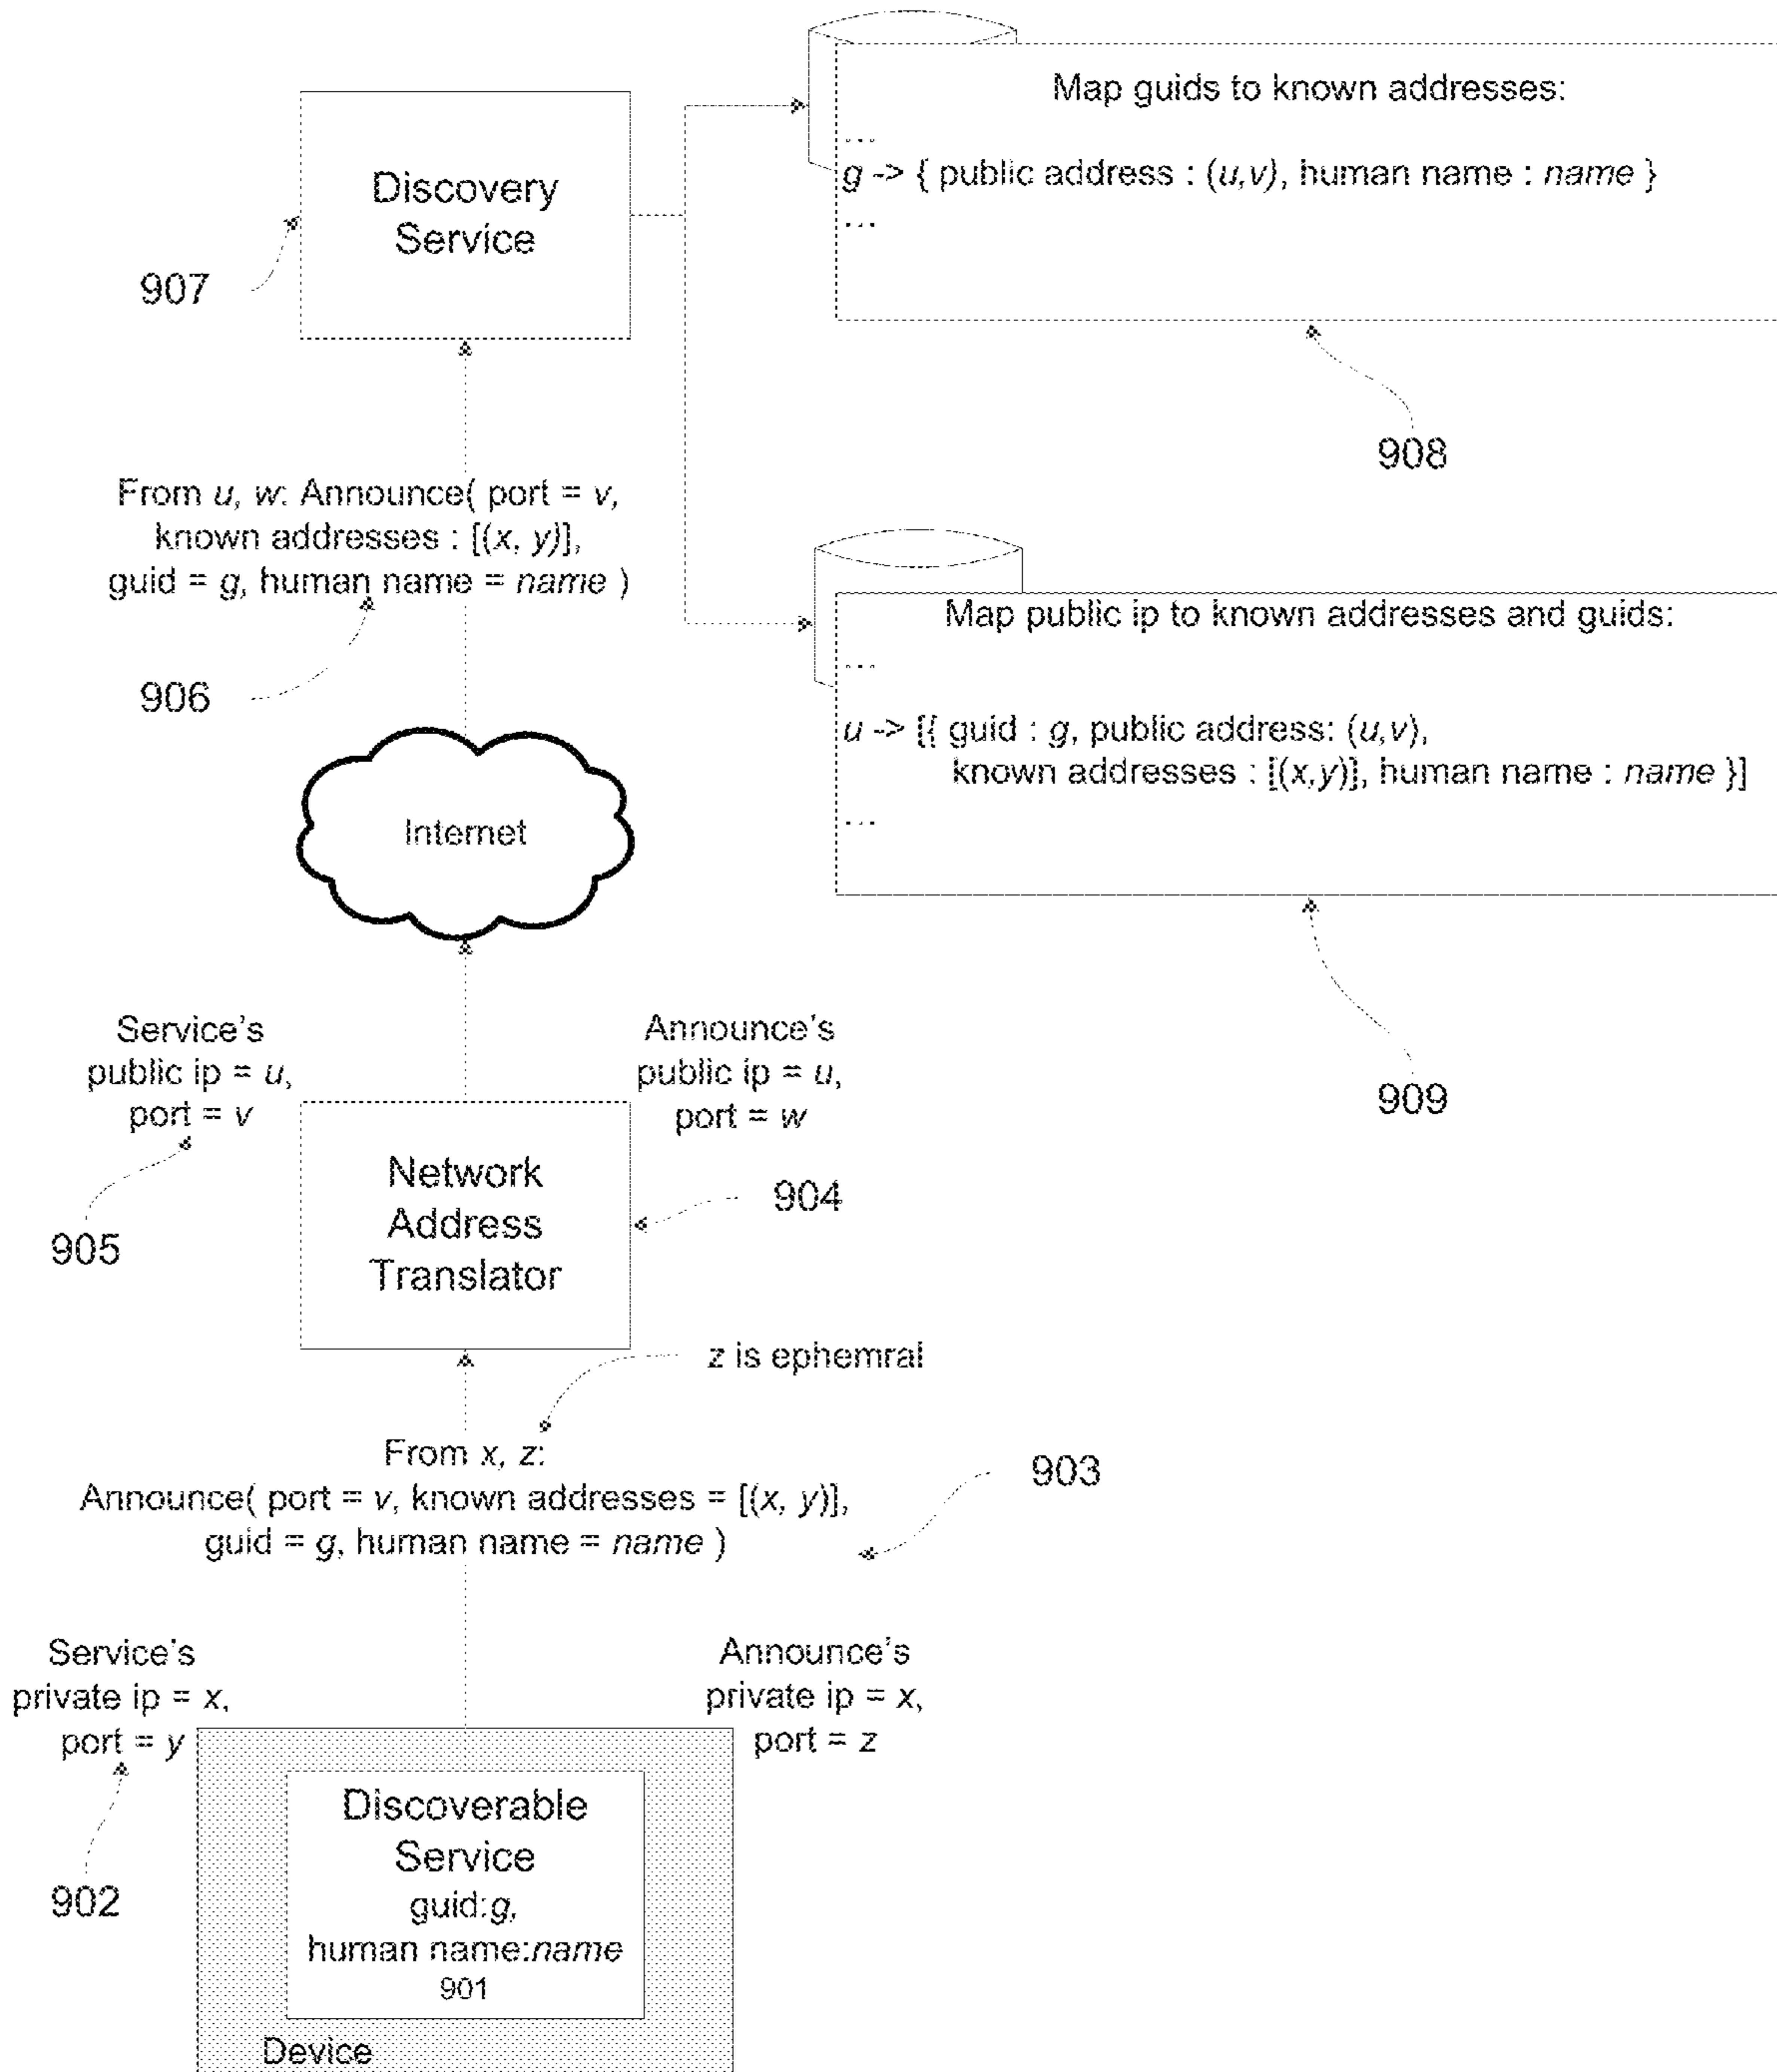 Map guids to known addresses:
...
g -> { public address : (u,v), human name : name }
...
Discovery
Service
907
908
From u, w: Announce( port = v,
known addresses : [(x, y)],
guid = g, human name = name )
906
Map public ip to known addresses and guids:
...
u -> [{ guid : g, public address: (u,v),
known addresses : [(x,y)], human name : name }]
...
Internet
909
Service's
public ip = u,
port = v
Announce's
public ip = u,
port = w
Network
Address
Translator
904
905
z is ephemral
From x, z:
Announce( port = v, known addresses = [(x, y)],
guid = g, human name = name )
903
Service's
private ip = x,
port = y
Announce's
private ip = x,
port = z
902
Discoverable
Service
guid:g,
human name:name
901
Device